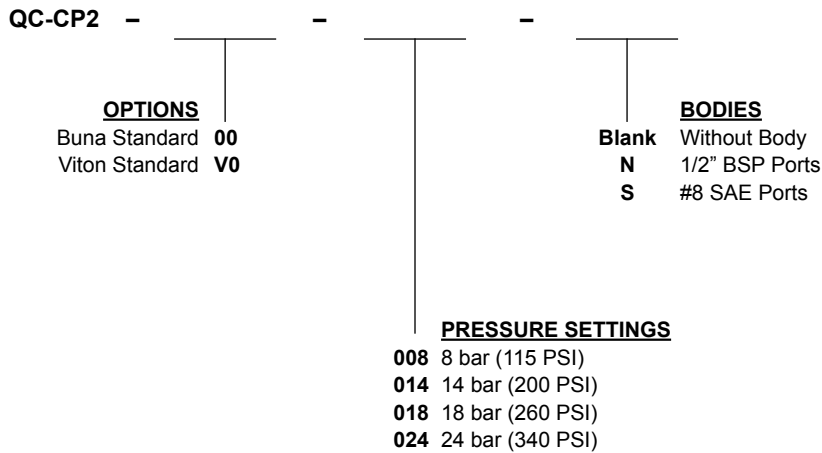 QC-CP2 – – –
OPTIONS
Buna Standard 00
Viton Standard V0
BODIES
Blank Without Body
N 1/2” BSP Ports
S #8 SAE Ports
PRESSURE SETTINGS
008 8 bar (115 PSI)
014 14 bar (200 PSI)
018 18 bar (260 PSI)
024 24 bar (340 PSI)